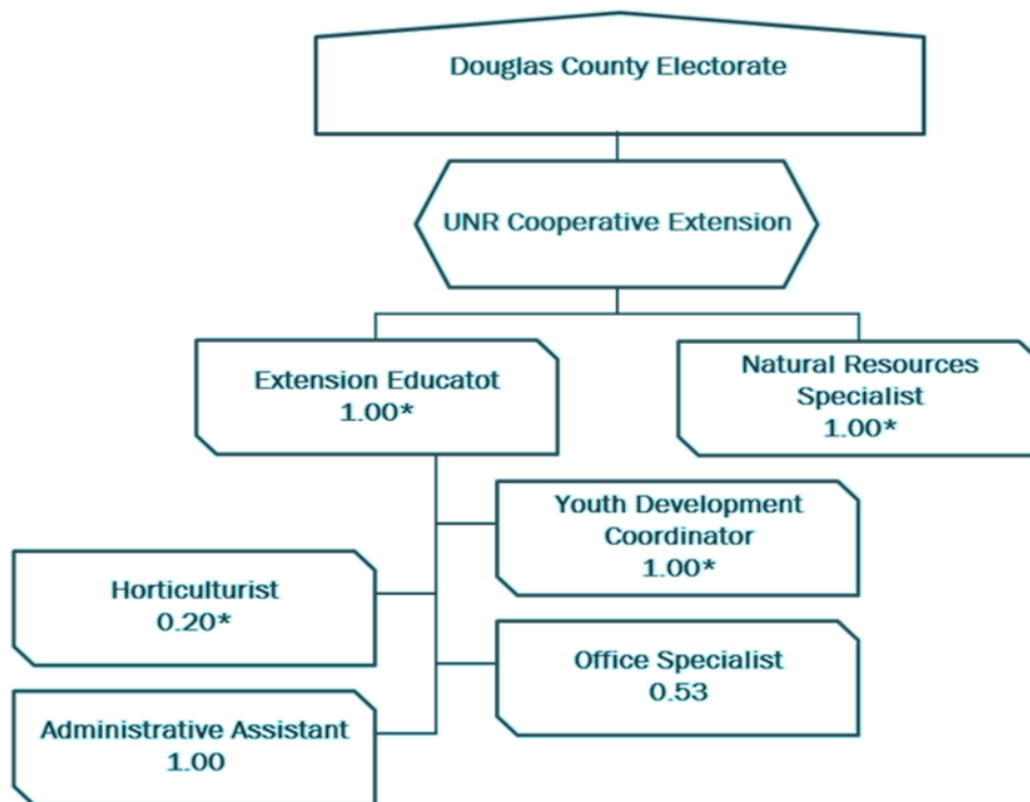 Douglas County Electorate
UNR Cooperative Extension
Extension Educatot
1.00*
Natural Resources
Specialist
1.00*
Youth Development
Coordinator
1.00*
Horticulturist
0.20*
Office Specialist
0.53
Administrative Assistant
1.00